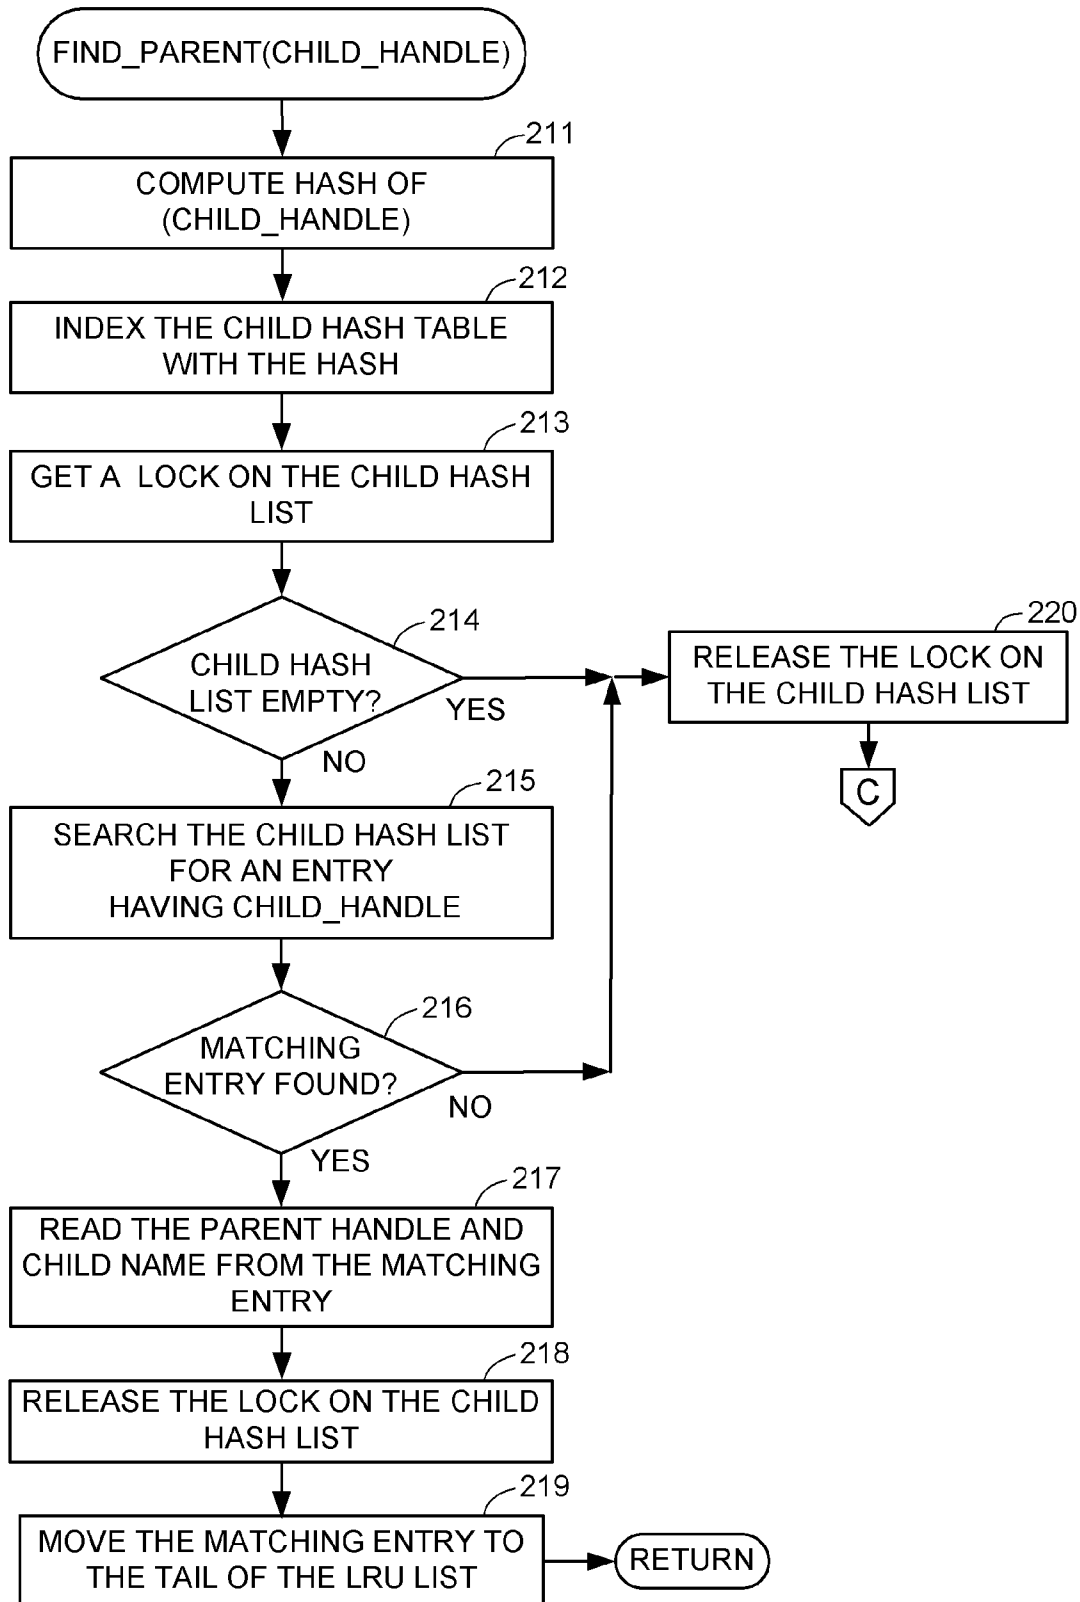 FIND_PARENT(CHILD_HANDLE)
211
COMPUTE HASH OF
(CHILD_HANDLE)
212
INDEX THE CHILD HASH TABLE
WITH THE HASH
213
GET A LOCK ON THE CHILD HASH
LIST
214
CHILD HASH
LIST EMPTY?
YES
NO
220
RELEASE THE LOCK ON
THE CHILD HASH LIST
C
215
SEARCH THE CHILD HASH LIST
FOR AN ENTRY
HAVING CHILD_HANDLE
216
MATCHING
ENTRY FOUND?
NO
YES
217
READ THE PARENT HANDLE AND
CHILD NAME FROM THE MATCHING
ENTRY
218
RELEASE THE LOCK ON THE CHILD
HASH LIST
219
MOVE THE MATCHING ENTRY TO
THE TAIL OF THE LRU LIST
RETURN